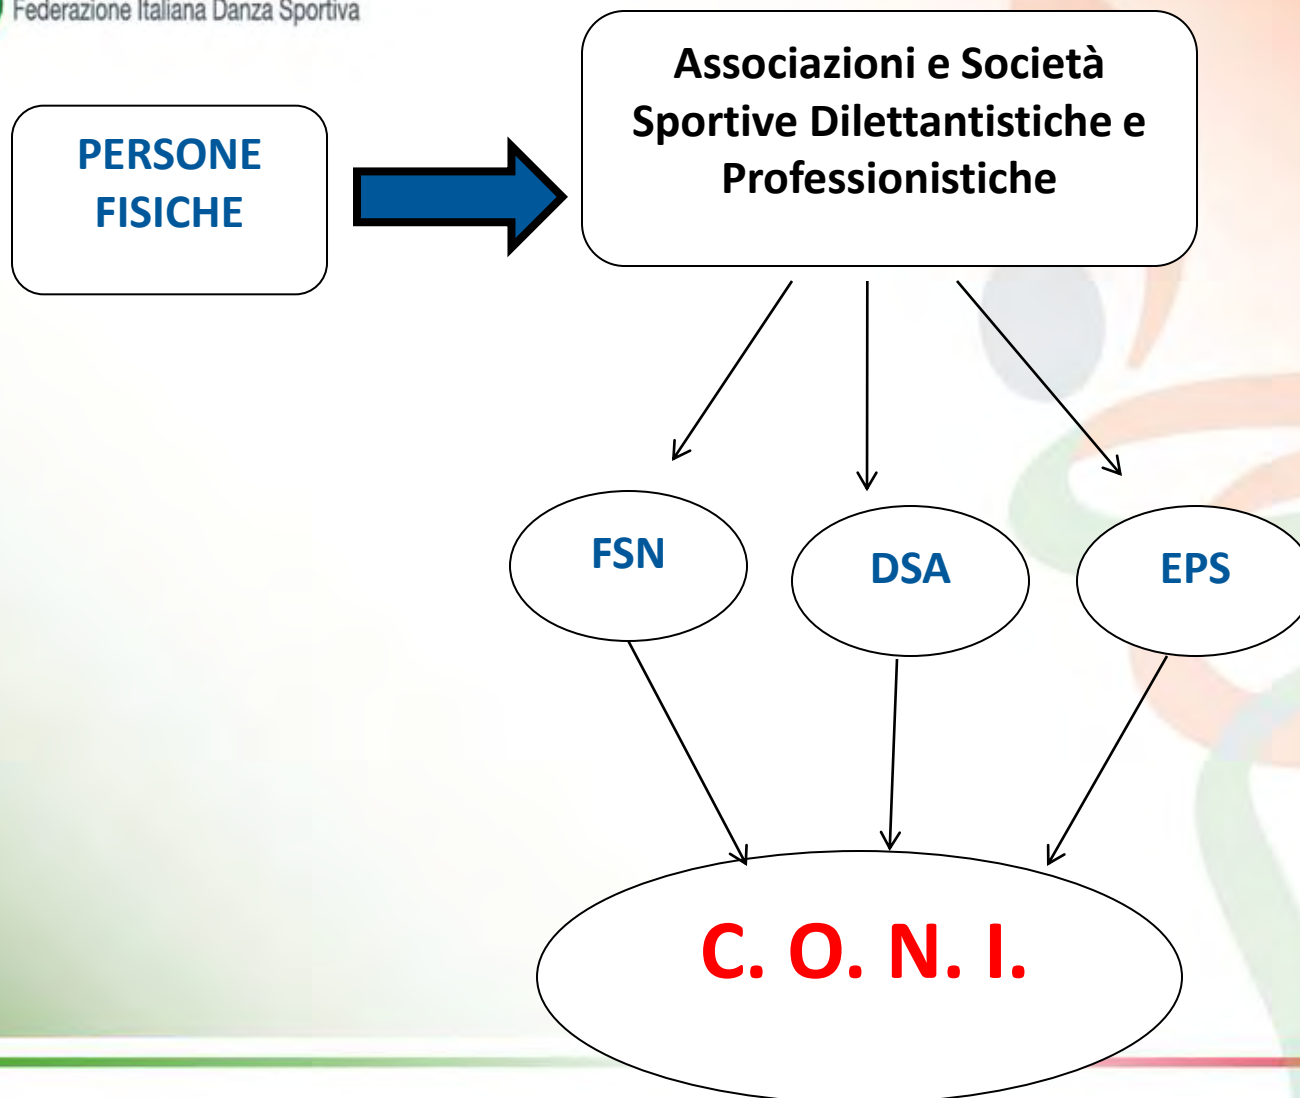 Federazione Italiana Danza Sportiva
Associazioni e Società
Sportive Dilettantistiche e
Professionistiche
PERSONE
FISICHE
FSN
DSA
EPS
C. O. N. I.